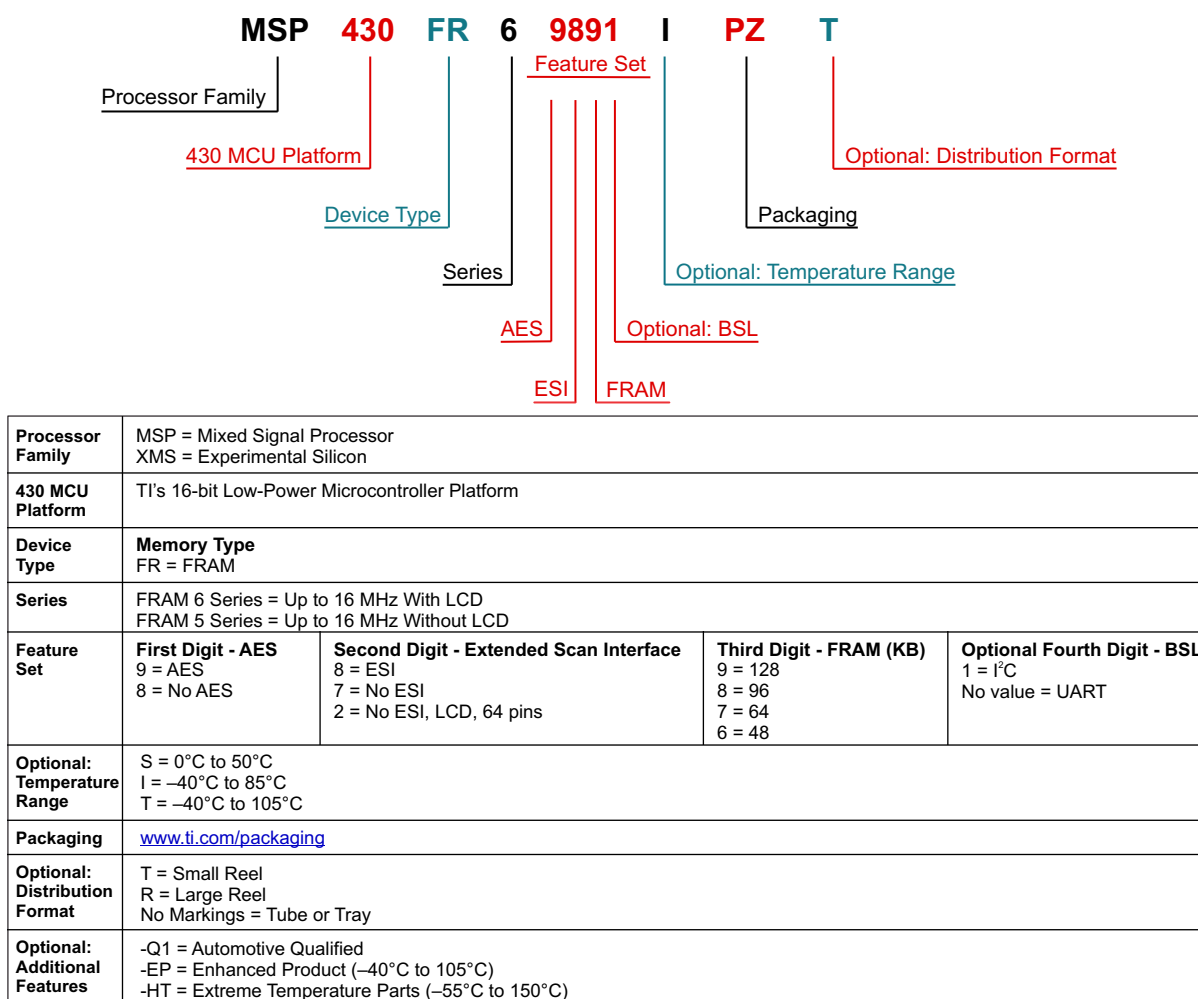 MSP 430 FR 6 9891 I PZ T
Feature Set
Processor Family
430 MCU Platform
Optional: Distribution Format
Device Type
Packaging
Series
Optional: Temperature Range
AES
Optional: BSL
ESI
FRAM
Processor
Family
MSP = Mixed Signal Processor
XMS = Experimental Silicon
430 MCU
Platform
TI's 16-bit Low-Power Microcontroller Platform
Device
Type
Memory Type
FR = FRAM
Series
FRAM 6 Series = Up to 16 MHz With LCD
FRAM 5 Series = Up to 16 MHz Without LCD
Feature
Set
First Digit - AES
9 = AES
8 = No AES
Second Digit - Extended Scan Interface
8 = ESI
7 = No ESI
2 = No ESI, LCD, 64 pins
Third Digit - FRAM (KB)
9 = 128
8 = 96
7 = 64
6 = 48
Optional Fourth Digit - BSL
1 = I²C
No value = UART
Optional:
Temperature
Range
S = 0°C to 50°C
I = –40°C to 85°C
T = –40°C to 105°C
Packaging
www.ti.com/packaging
Optional:
Distribution
Format
T = Small Reel
R = Large Reel
No Markings = Tube or Tray
Optional:
Additional
Features
-Q1 = Automotive Qualified
-EP = Enhanced Product (–40°C to 105°C)
-HT = Extreme Temperature Parts (–55°C to 150°C)